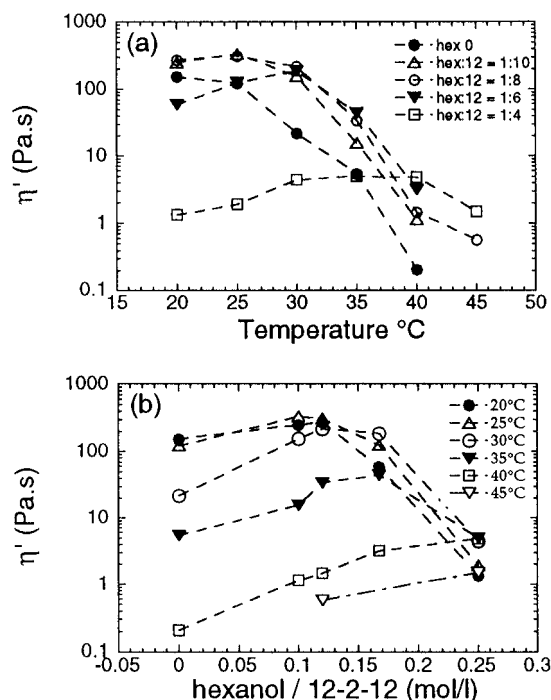 (a)
hex 0
hex:12 = 1:10
hex:12 = 1:8
hex:12 = 1:6
hex:12 = 1:4
η' (Pa.s)
1000
100
10
1
0.1
15 20 25 30 35 40 45 50
Temperature °C
(b)
20°C
25°C
30°C
35°C
40°C
45°C
η' (Pa.s)
1000
100
10
1
0.1
-0.05 0 0.05 0.1 0.15 0.2 0.25 0.3
hexanol / 12-2-12 (mol/l)